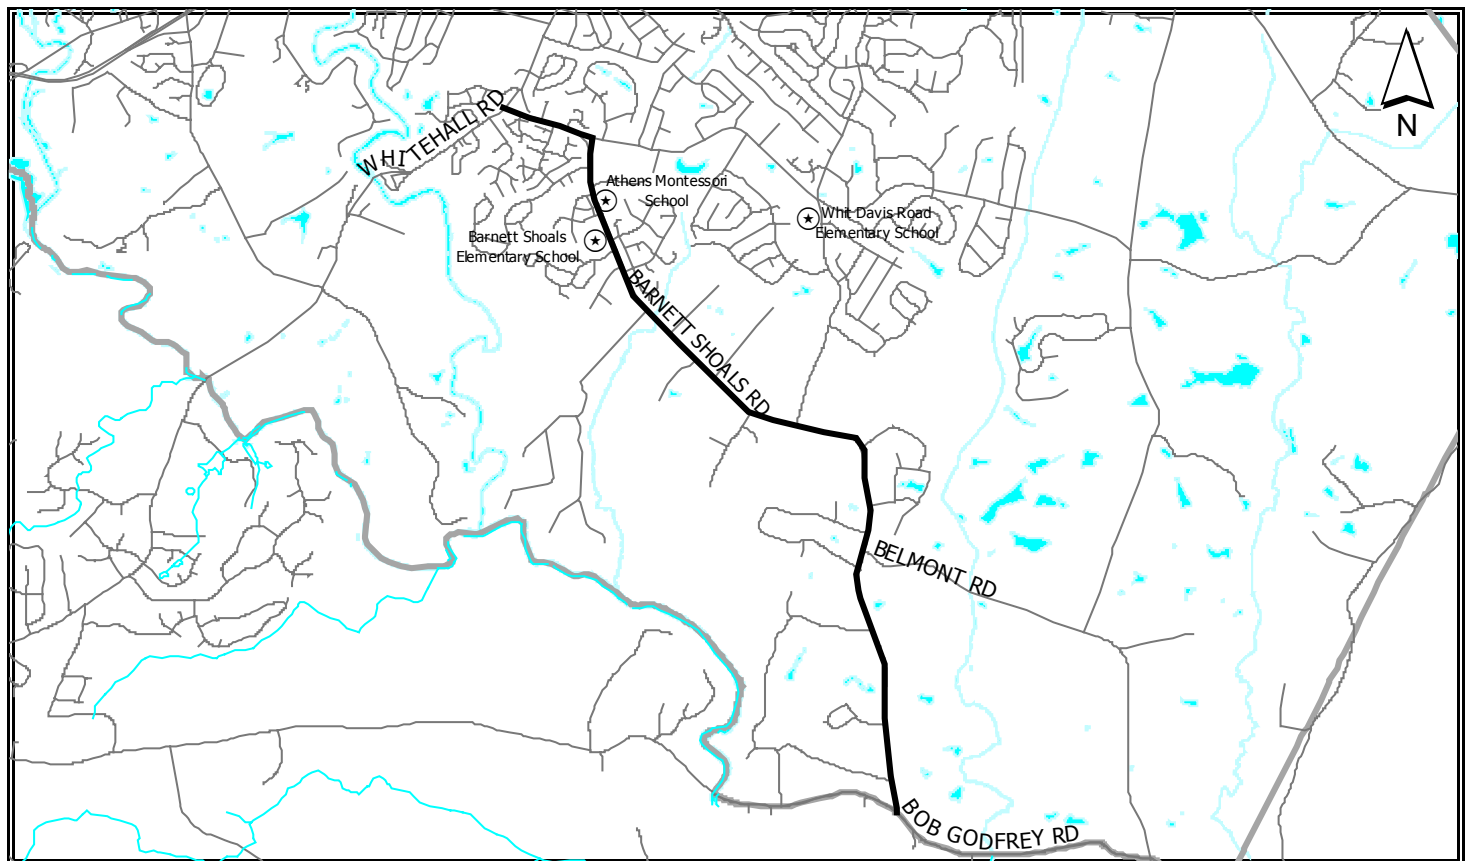 N
WHITEHALL RD
Athens Montessori
School
Whit Davis Road
Elementary School
Barnett Shoals
Elementary School
BARNETT SHOALS RD
BELMONT RD
BOB GODFREY RD